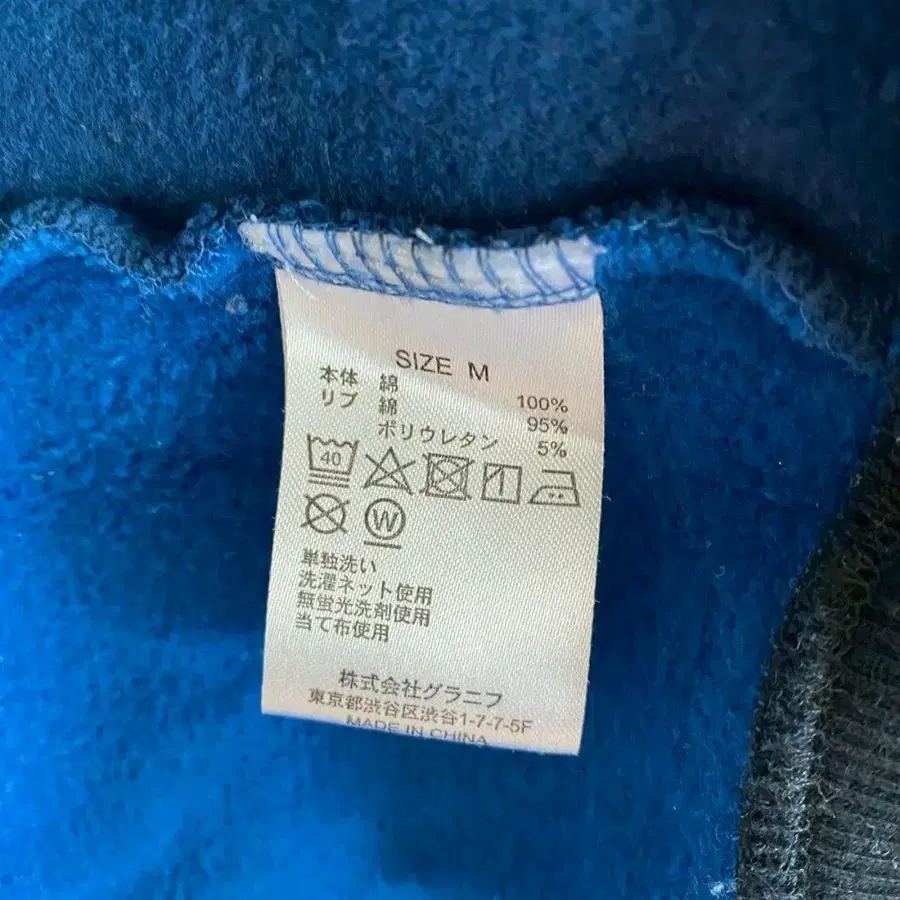 SIZE M
本体 綿 100%
リブ 綿 95%
ポリウレタン 5%
40
W
単独洗い
洗濯ネット使用
無蛍光洗剤使用
当て布使用
株式会社グラニフ
東京都渋谷区渋谷1-7-7-5F
MADE IN CHINA